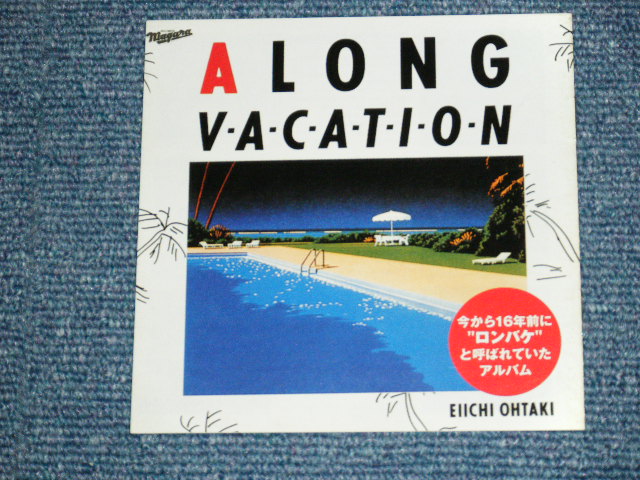 Niagara
A LONG
V·A·C·A·T·I·O·N
今から16年前に
"ロンバケ"
と呼ばれていた
アルバム
EIICHI OHTAKI